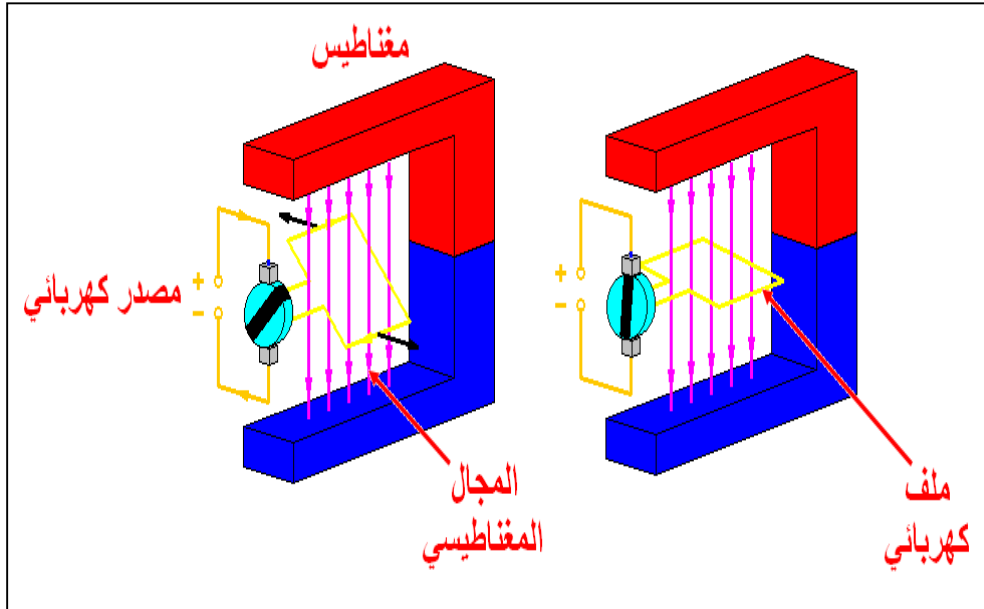 مغناطيس
+
−
مصدر كهربائي
+
−
المجال
المغناطيسي
ملف
كهربائي